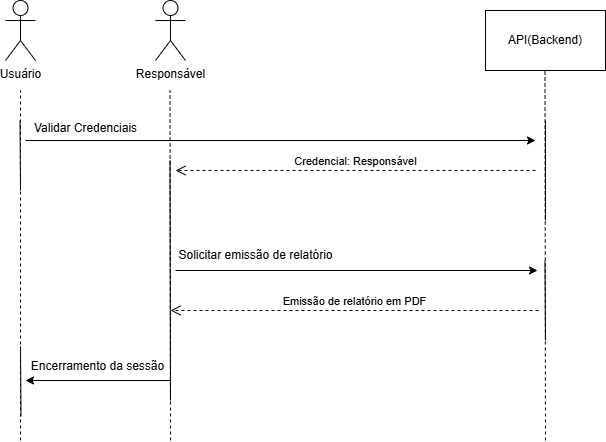 Usuário
Responsável
API(Backend)
Validar Credenciais
Credencial: Responsável
Solicitar emissão de relatório
Emissão de relatório em PDF
Encerramento da sessão